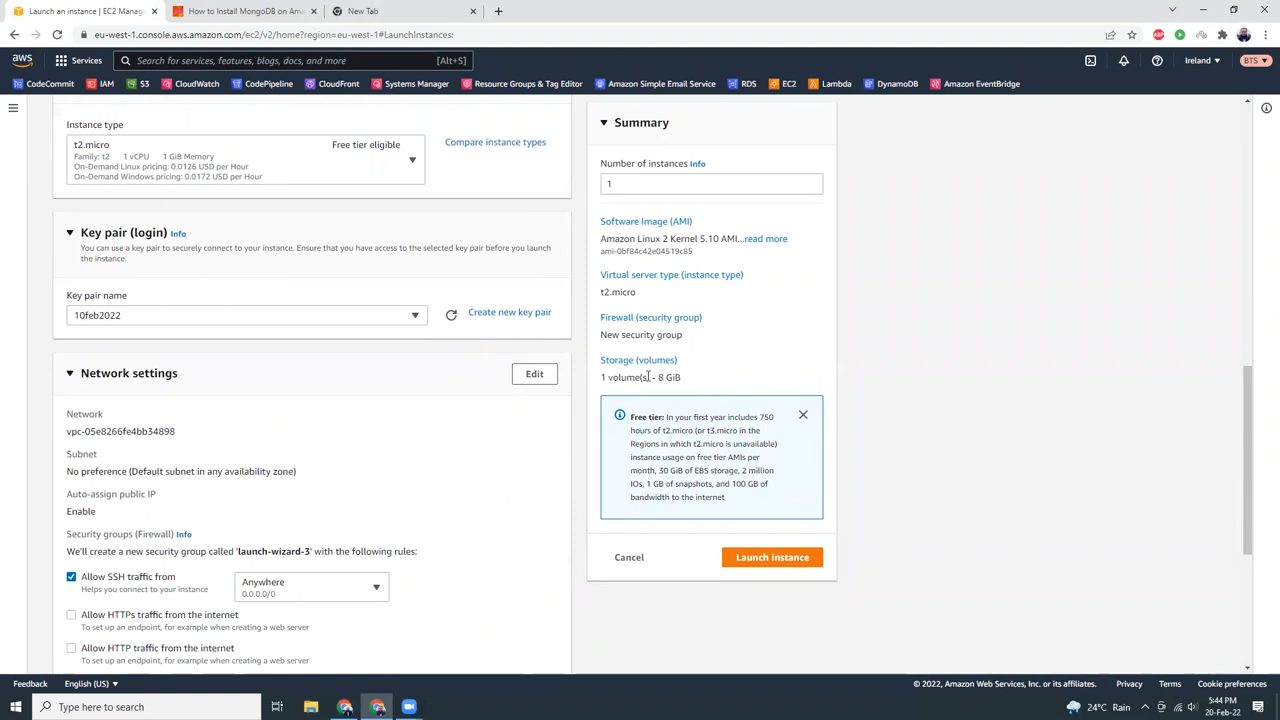 Launch an instance | EC2 Manag
How to Install MongoDB on Am
New Tab
eu-west-1.console.aws.amazon.com/ec2/v2/home?region=eu-west-1#LaunchInstances:
aws
Services
Search for services, features, blogs, docs, and more
[Alt+S]
Ireland
BTS
CodeCommit
IAM
S3
CloudWatch
CodePipeline
CloudFront
Systems Manager
Resource Groups & Tag Editor
Amazon Simple Email Service
RDS
EC2
Lambda
DynamoDB
Amazon EventBridge
Instance type
t2.micro
Free tier eligible
Family: t2 1 vCPU 1 GiB Memory
On-Demand Linux pricing: 0.0126 USD per Hour
On-Demand Windows pricing: 0.0172 USD per Hour
Compare instance types
Key pair (login) Info
You can use a key pair to securely connect to your instance. Ensure that you have access to the selected key pair before you launch
the instance.
Key pair name
10feb2022
Create new key pair
Network settings
Edit
Network
vpc-05e8266fe4bb34898
Subnet
No preference (Default subnet in any availability zone)
Auto-assign public IP
Enable
Security groups (Firewall) Info
We'll create a new security group called 'launch-wizard-3' with the following rules:
Allow SSH traffic from
Helps you connect to your instance
Anywhere
0.0.0.0/0
Allow HTTPs traffic from the internet
To set up an endpoint, for example when creating a web server
Allow HTTP traffic from the internet
To set up an endpoint, for example when creating a web server
Summary
Number of instances Info
1
Software Image (AMI)
Amazon Linux 2 Kernel 5.10 AMI...read more
ami-0bf84c42e04519c85
Virtual server type (instance type)
t2.micro
Firewall (security group)
New security group
Storage (volumes)
1 volume(s) - 8 GiB
Free tier: In your first year includes 750
hours of t2.micro (or t3.micro in the
Regions in which t2.micro is unavailable)
instance usage on free tier AMIs per
month, 30 GiB of EBS storage, 2 million
IOs, 1 GB of snapshots, and 100 GB of
bandwidth to the internet
Cancel
Launch instance
Feedback
English (US)
© 2022, Amazon Web Services, Inc. or its affiliates.
Privacy
Terms
Cookie preferences
Type here to search
24°C Rain
5:44 PM
20-Feb-22